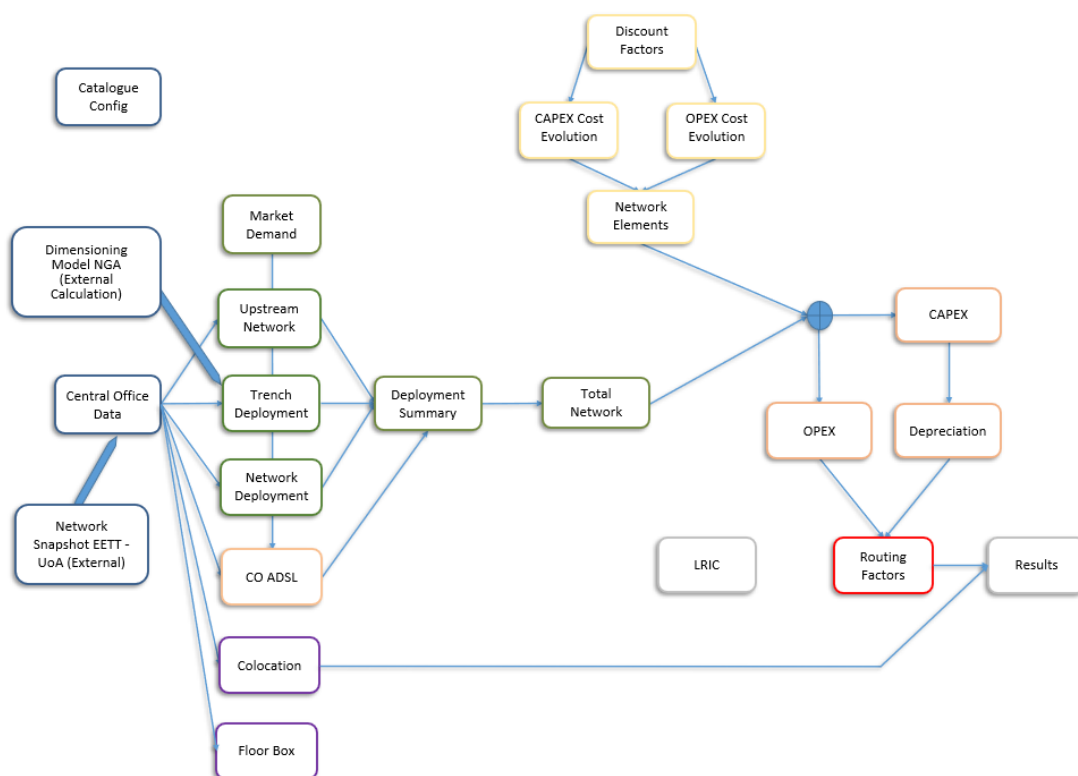 Discount
Factors
Catalogue
Config
CAPEX Cost
Evolution
OPEX Cost
Evolution
Market
Demand
Network
Elements
Dimensioning
Model NGA
(External
Calculation)
Upstream
Network
CAPEX
Central Office
Data
Trench
Deployment
Deployment
Summary
Total
Network
OPEX
Depreciation
Network
Deployment
Network
Snapshot EETT -
UoA (External)
CO ADSL
LRIC
Routing
Factors
Results
Colocation
Floor Box